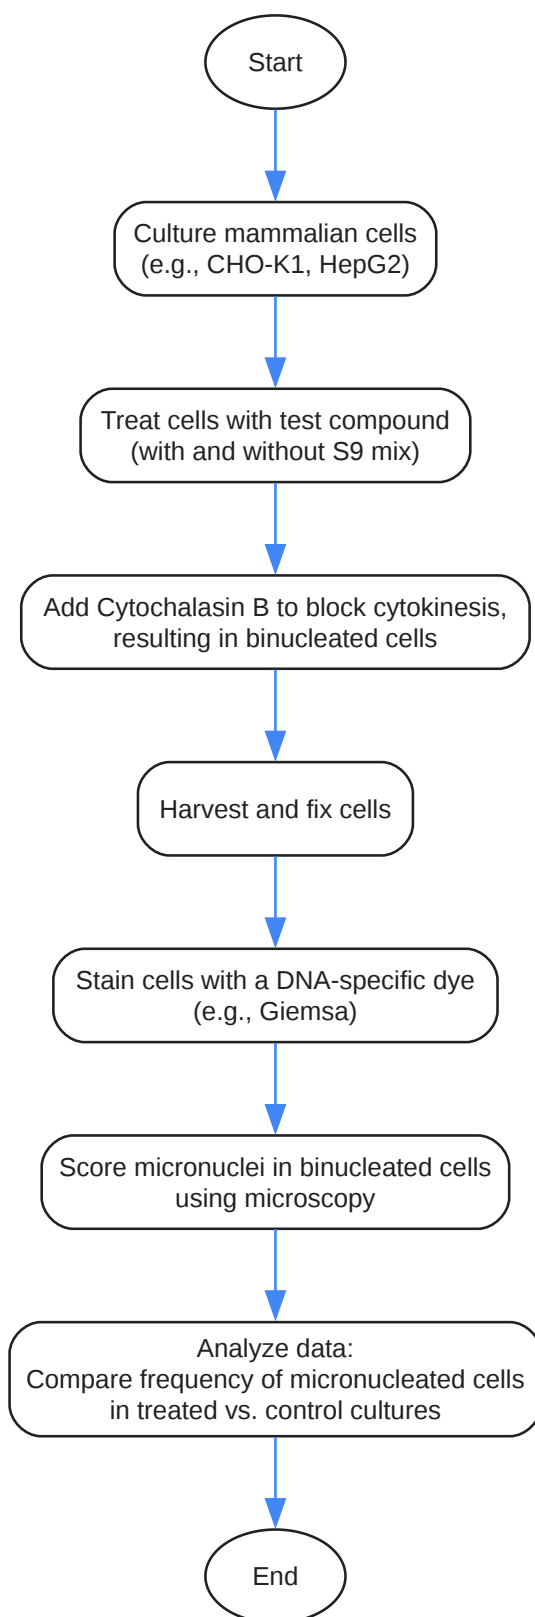 Start
Culture mammalian cells
(e.g., CHO-K1, HepG2)
Treat cells with test compound
(with and without S9 mix)
Add Cytochalasin B to block cytokinesis,
resulting in binucleated cells
Harvest and fix cells
Stain cells with a DNA-specific dye
(e.g., Giemsa)
Score micronuclei in binucleated cells
using microscopy
Analyze data:
Compare frequency of micronucleated cells
in treated vs. control cultures
End